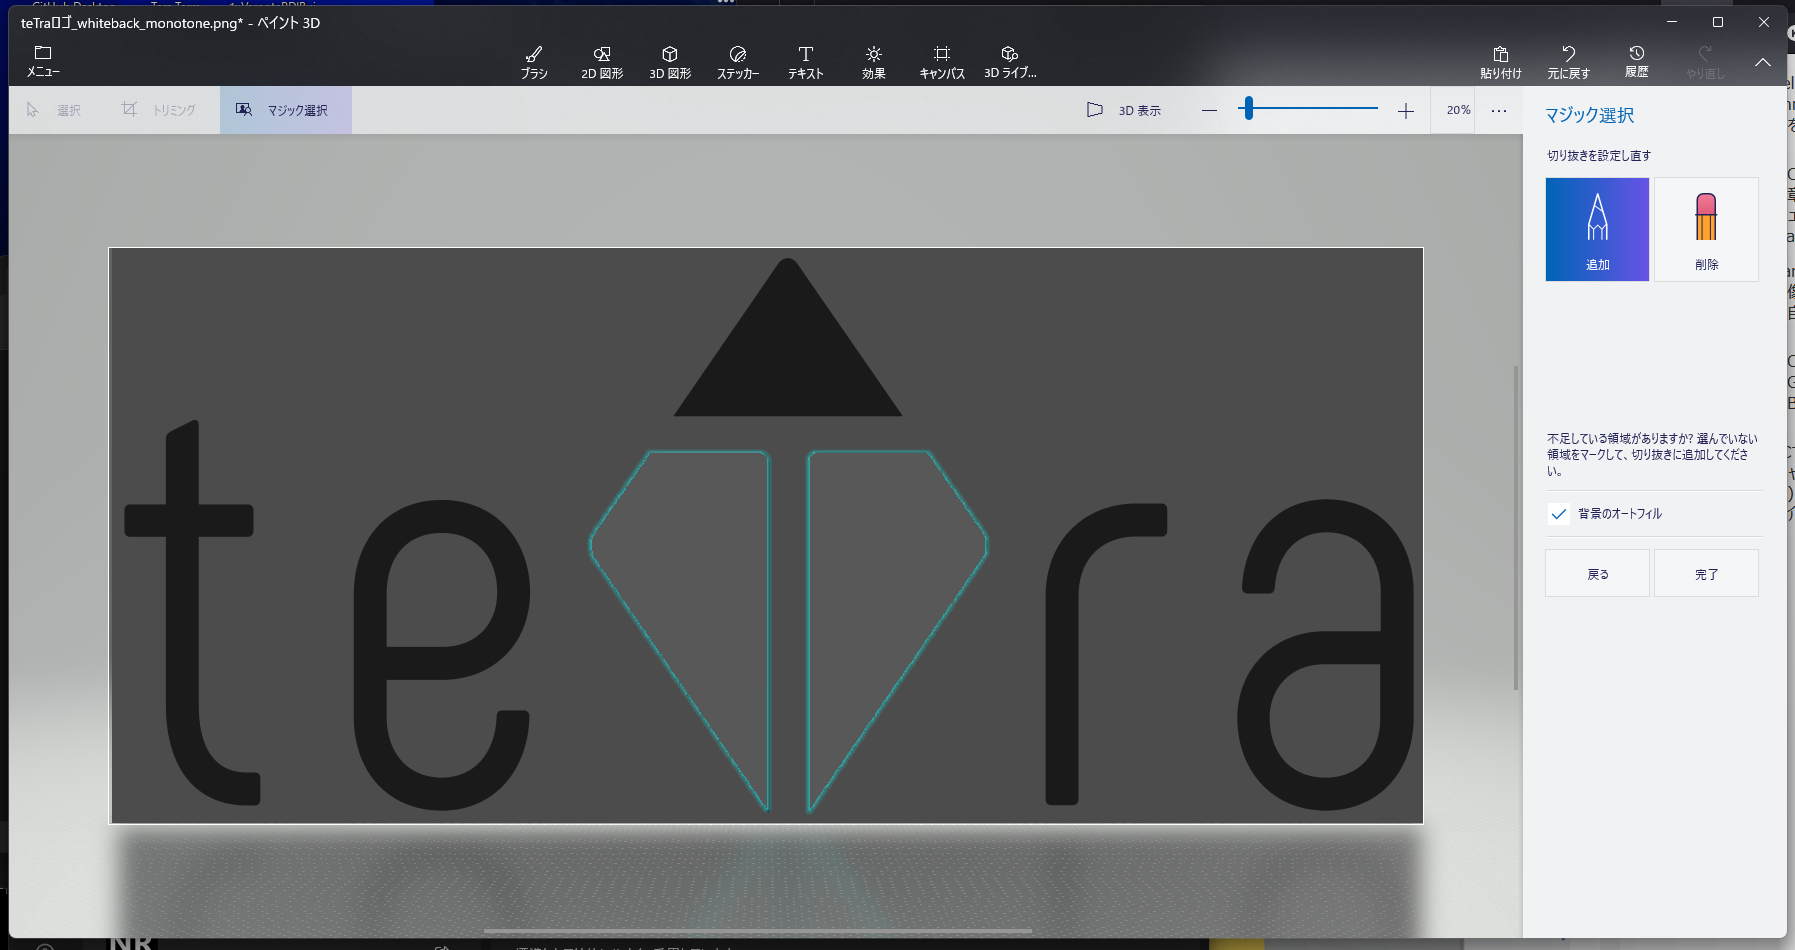 teTraロゴ_whiteback_monotone.png* - ペイント 3D
メニュー
ブラシ
2D 図形
3D 図形
ステッカー
テキスト
効果
キャンバス
3D ライブ...
貼り付け
元に戻す
履歴
やり直し
選択
トリミング
マジック選択
3D 表示
20%
マジック選択
切り抜きを設定し直す
追加
削除
不足している領域がありますか? 選んでいない
領域をマークして、切り抜きに追加してくださ
い。
背景のオートフィル
戻る
完了
te ra
NR